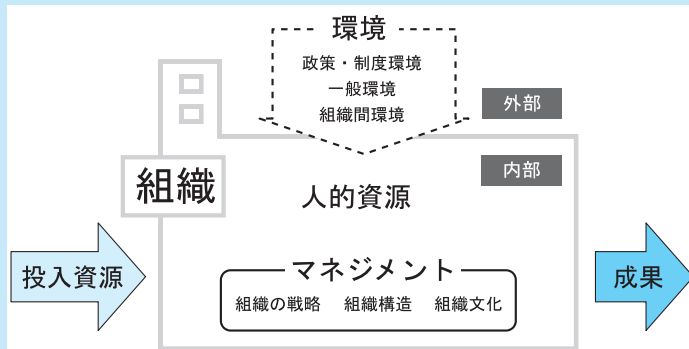 環境
政策・制度環境
一般環境
組織間環境
外部
内部
組織
人的資源
投入資源
マネジメント
組織の戦略 組織構造 組織文化
成果